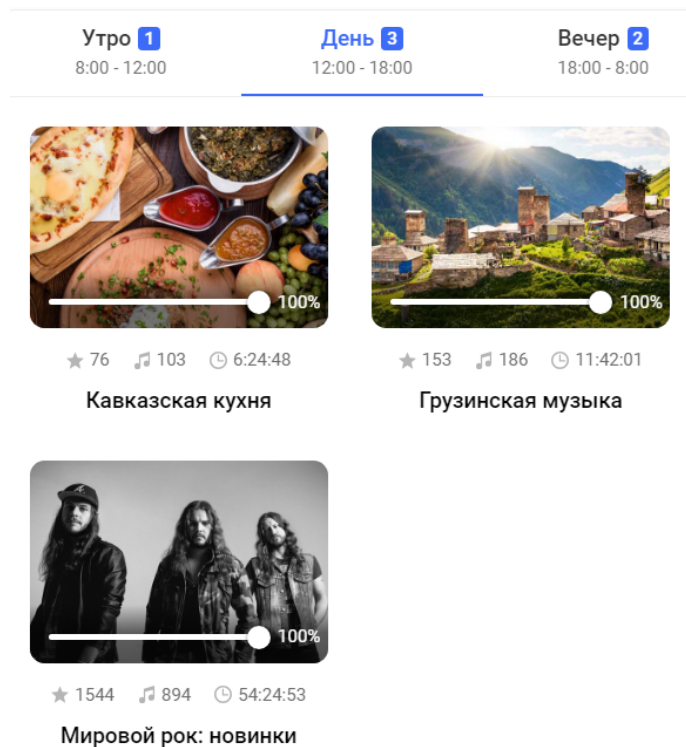 Утро 1
День 3
Вечер 2
8:00 - 12:00
12:00 - 18:00
18:00 - 8:00
100%
100%
76 103 6:24:48
153 186 11:42:01
Кавказская кухня
Грузинская музыка
100%
1544 894 54:24:53
Мировой рок: новинки